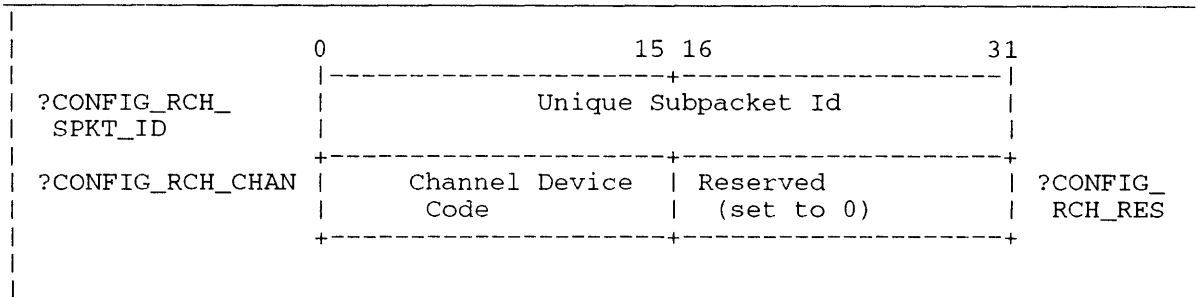 0 15 16 31
?CONFIG_RCH_ Unique Subpacket Id
SPKT_ID
?CONFIG_RCH_CHAN Channel Device Reserved ?CONFIG_
Code (set to 0) RCH_RES